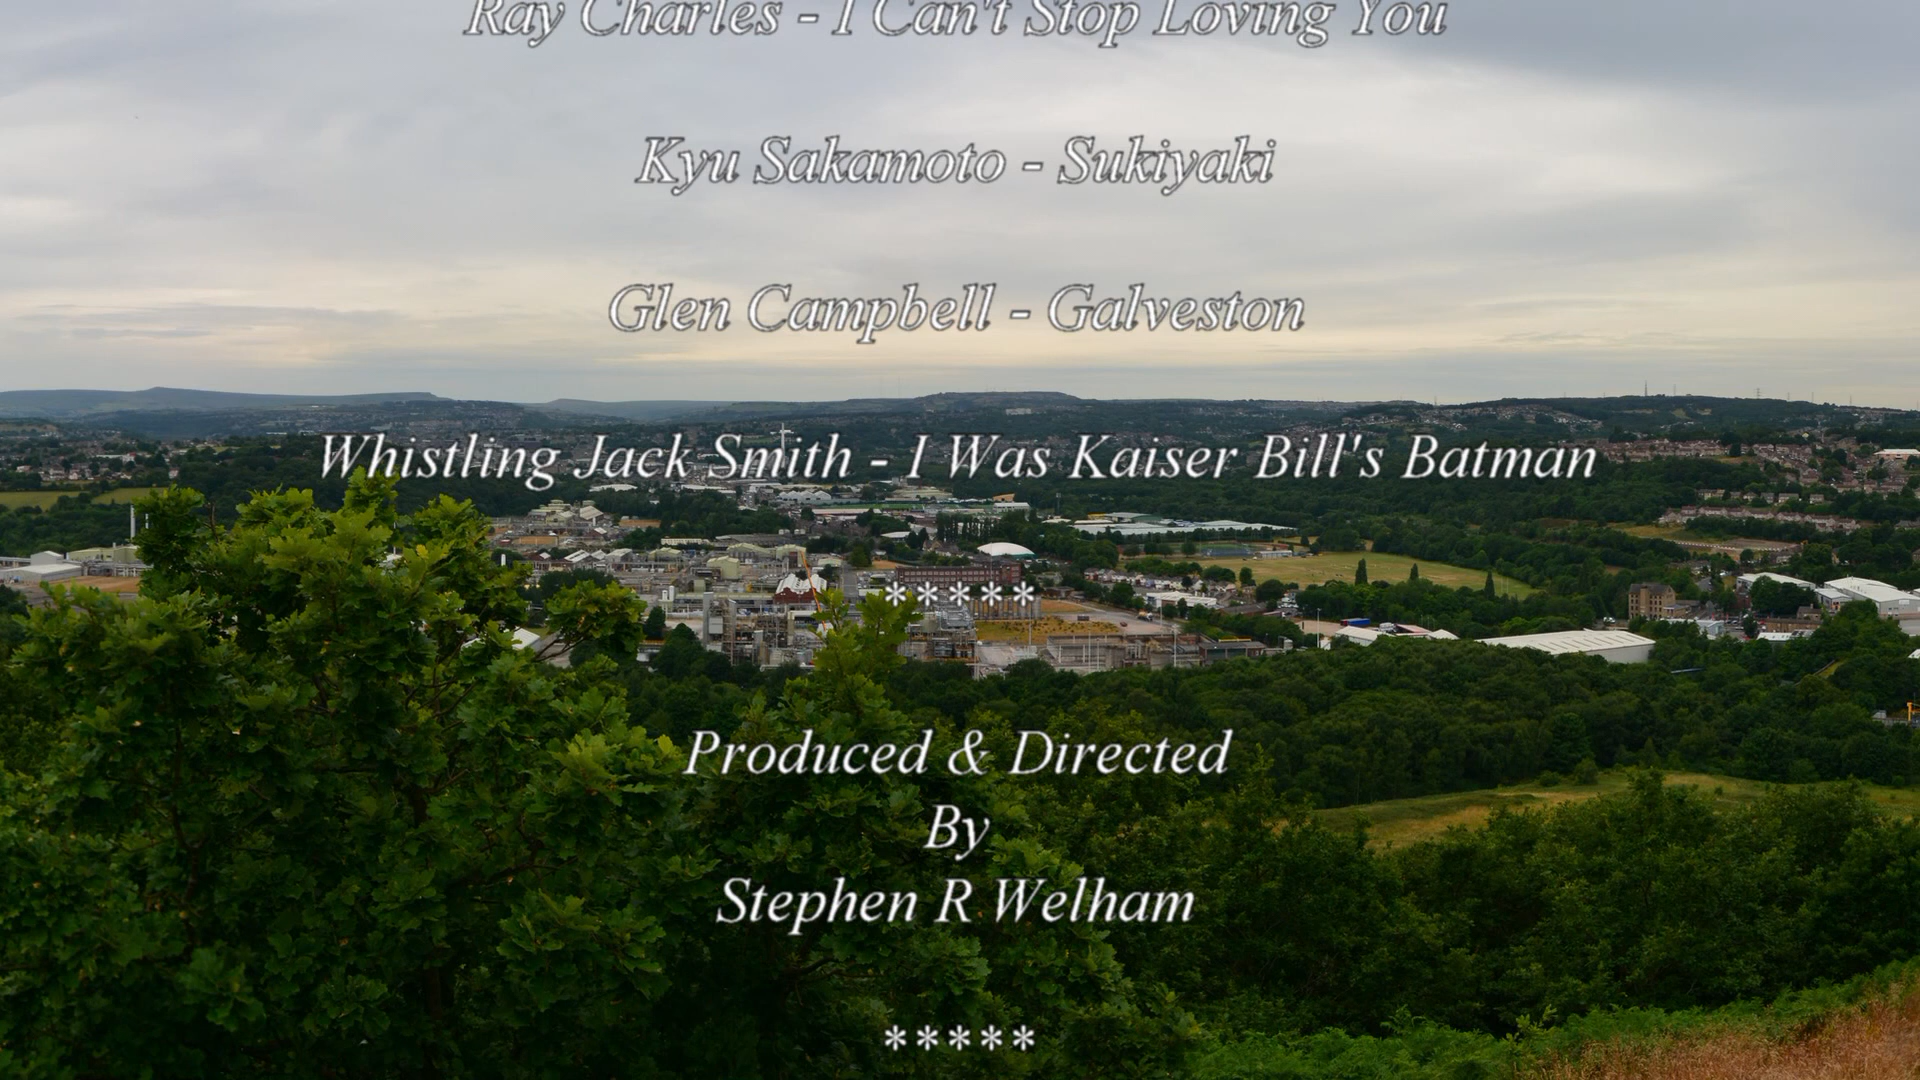 Ray Charles - I Can't Stop Loving You
Kyu Sakamoto - Sukiyaki
Glen Campbell - Galveston
Whistling Jack Smith - I Was Kaiser Bill's Batman
*****
Produced & Directed
By
Stephen R Welham
*****